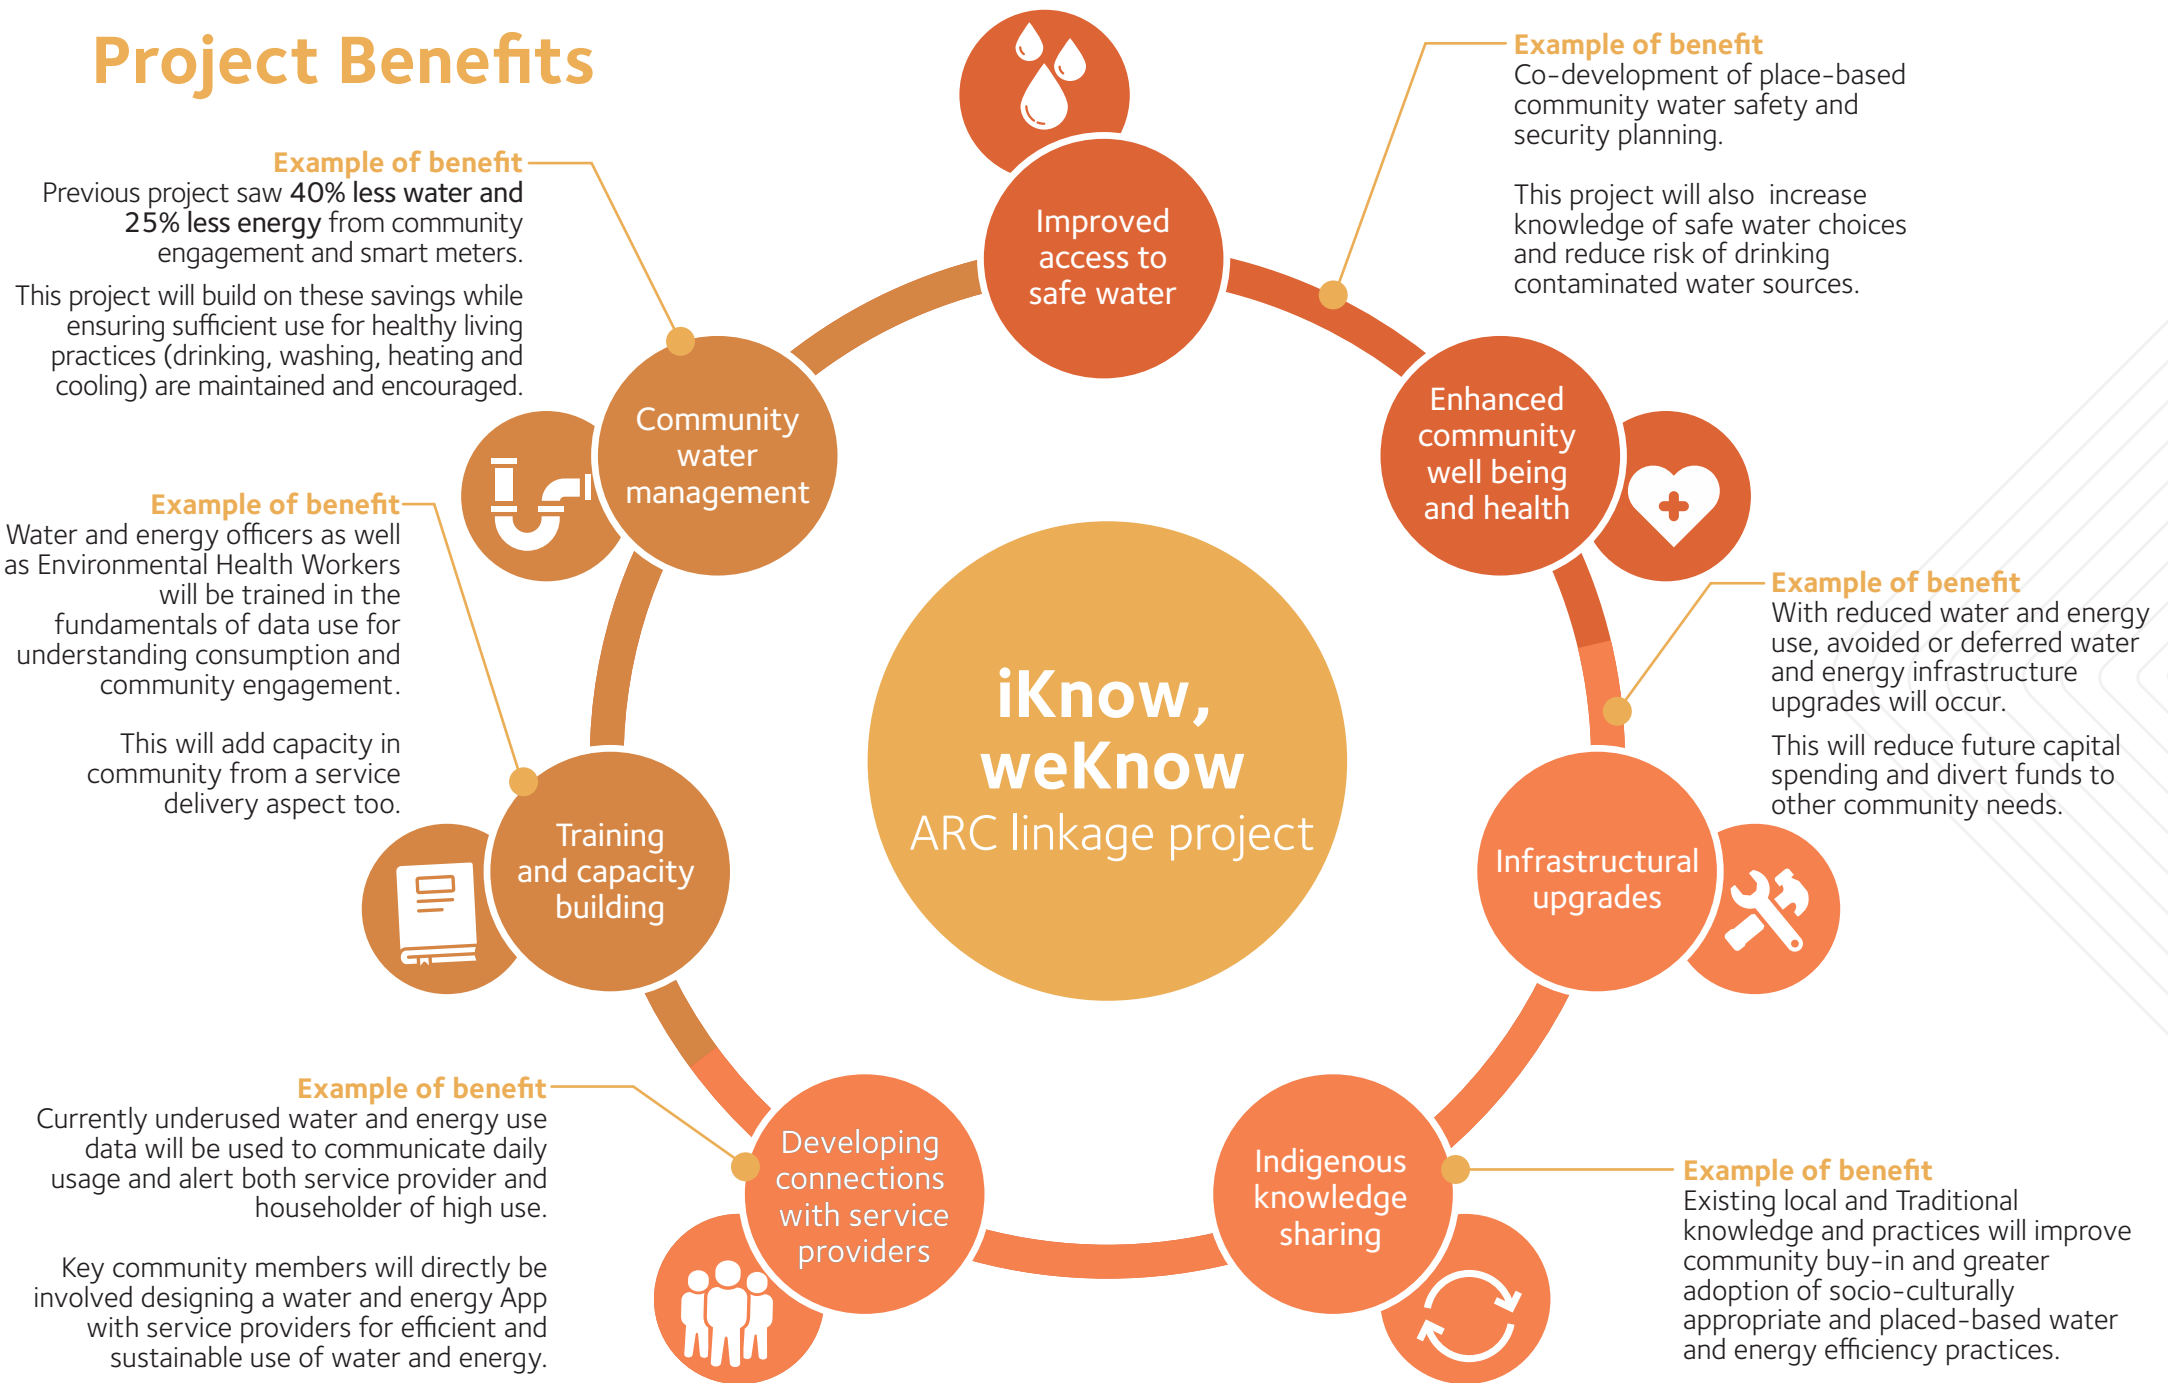 Project Benefits
Example of benefit
Previous project saw 40% less water and
25% less energy from community
engagement and smart meters.
This project will build on these savings while
ensuring sufficient use for healthy living
practices (drinking, washing, heating and
cooling) are maintained and encouraged.
Example of benefit
Water and energy officers as well
as Environmental Health Workers
will be trained in the
fundamentals of data use for
understanding consumption and
community engagement.
This will add capacity in
community from a service
delivery aspect too.
Example of benefit
Currently underused water and energy use
data will be used to communicate daily
usage and alert both service provider and
householder of high use.
Key community members will directly be
involved designing a water and energy App
with service providers for efficient and
sustainable use of water and energy.
Improved
access to
safe water
Enhanced
community
well being
and health
Infrastructural
upgrades
Indigenous
knowledge
sharing
Developing
connections
with service
providers
Training
and capacity
building
Community
water
management
iKnow,
weKnow
ARC linkage project
Example of benefit
Co-development of place-based
community water safety and
security planning.
This project will also  increase
knowledge of safe water choices
and reduce risk of drinking
contaminated water sources.
Example of benefit
With reduced water and energy
use, avoided or deferred water
and energy infrastructure
upgrades will occur.
This will reduce future capital
spending and divert funds to
other community needs.
Example of benefit
Existing local and Traditional
knowledge and practices will improve
community buy-in and greater
adoption of socio-culturally
appropriate and placed-based water
and energy efficiency practices.